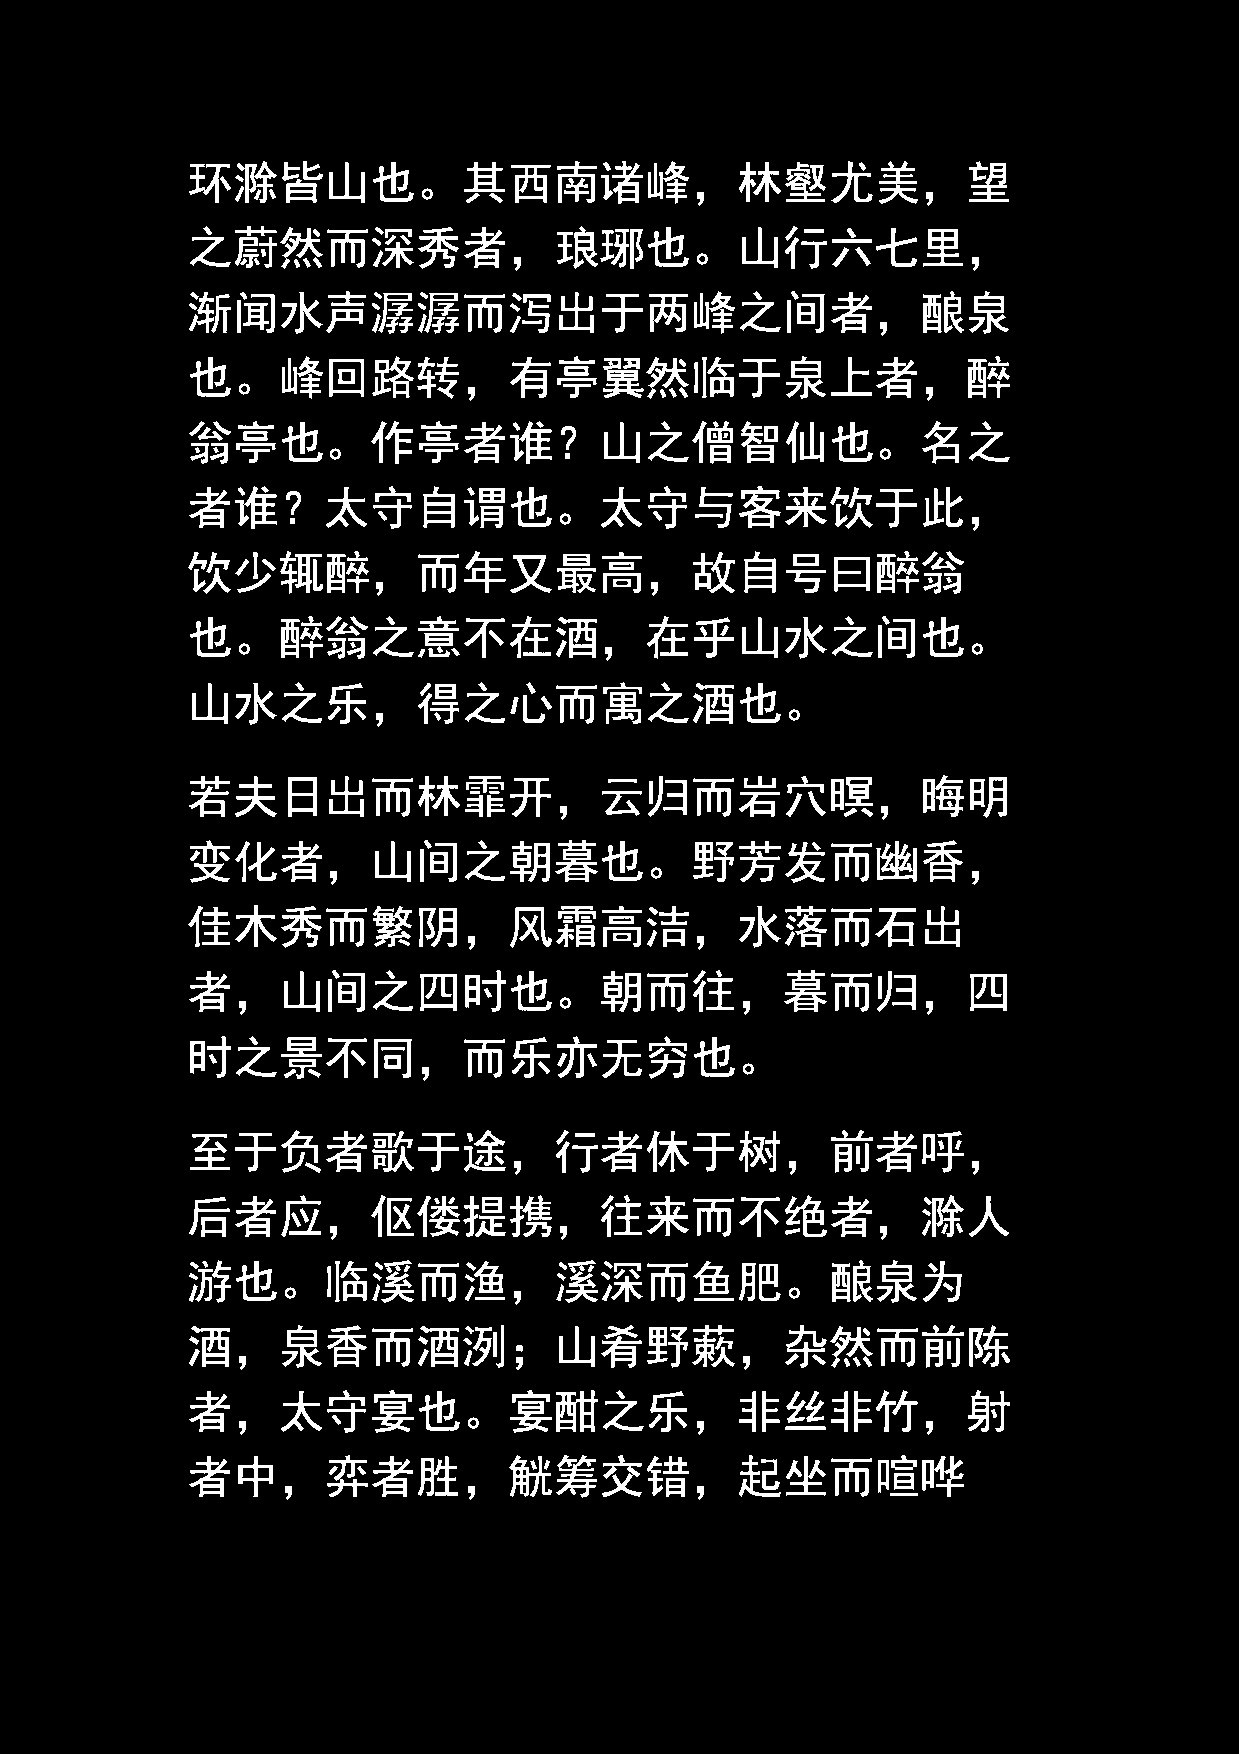 环滁皆山也。其西南诸峰，林壑尤美，望
之蔚然而深秀者，琅琊也。山行六七里，
渐闻水声潺潺而泻出于两峰之间者，酿泉
也。峰回路转，有亭翼然临于泉上者，醉
翁亭也。作亭者谁？山之僧智仙也。名之
者谁？太守自谓也。太守与客来饮于此，
饮少辄醉，而年又最高，故自号曰醉翁
也。醉翁之意不在酒，在乎山水之间也。
山水之乐，得之心而寓之酒也。
若夫日出而林霏开，云归而岩穴暝，晦明
变化者，山间之朝暮也。野芳发而幽香，
佳木秀而繁阴，风霜高洁，水落而石出
者，山间之四时也。朝而往，暮而归，四
时之景不同，而乐亦无穷也。
至于负者歌于途，行者休于树，前者呼，
后者应，伛偻提携，往来而不绝者，滁人
游也。临溪而渔，溪深而鱼肥。酿泉为
酒，泉香而酒洌；山肴野蔌，杂然而前陈
者，太守宴也。宴酣之乐，非丝非竹，射
者中，弈者胜，觥筹交错，起坐而喧哗